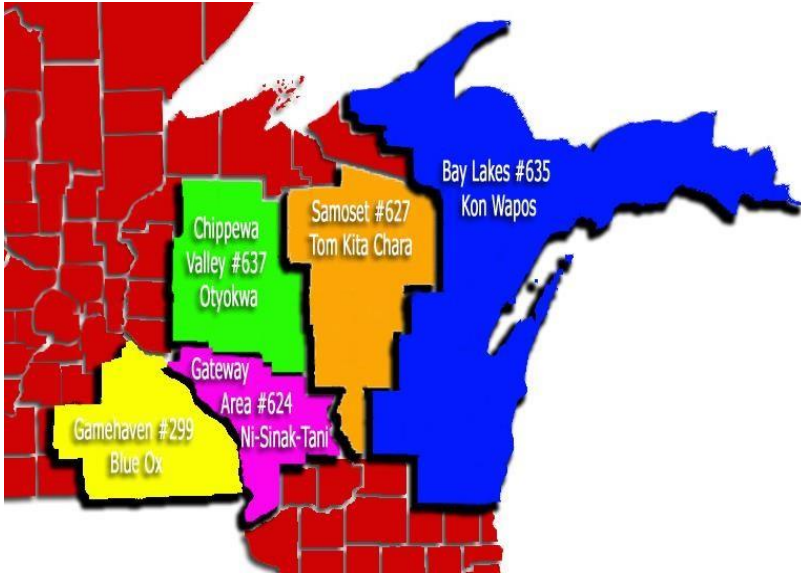 Bay Lakes #635
Kon Wapos
Samoset #627
Tom Kita Chara
Chippewa
Valley #637
Otyokwa
Gateway
Area #624
Ni-Sinak-Tani
Gamehaven #299
Blue Ox